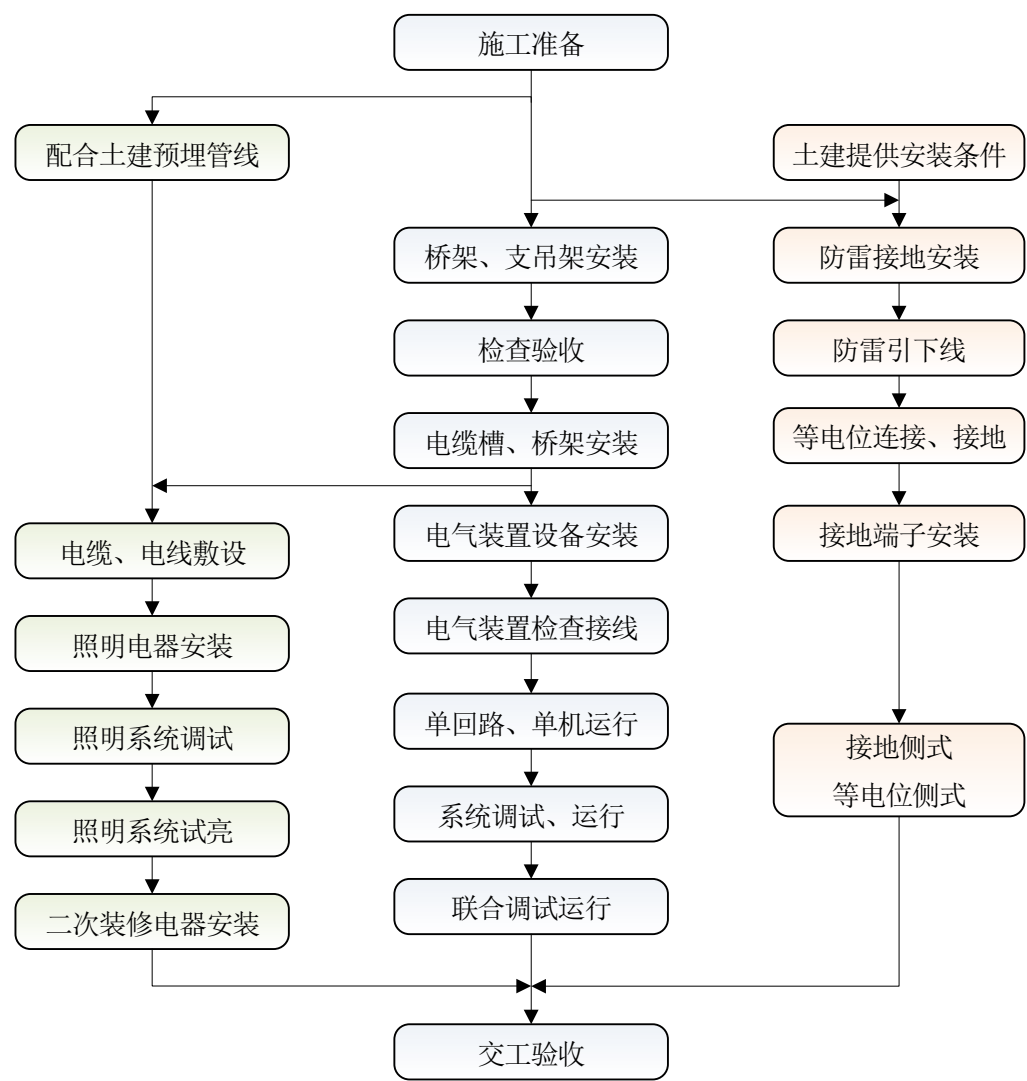 施工准备
配合土建预埋管线
土建提供安装条件
桥架、支吊架安装
防雷接地安装
检查验收
防雷引下线
电缆槽、桥架安装
等电位连接、接地
电缆、电线敷设
电气装置设备安装
接地端子安装
照明电器安装
电气装置检查接线
照明系统调试
单回路、单机运行
接地侧式
等电位侧式
照明系统试亮
系统调试、运行
二次装修电器安装
联合调试运行
交工验收